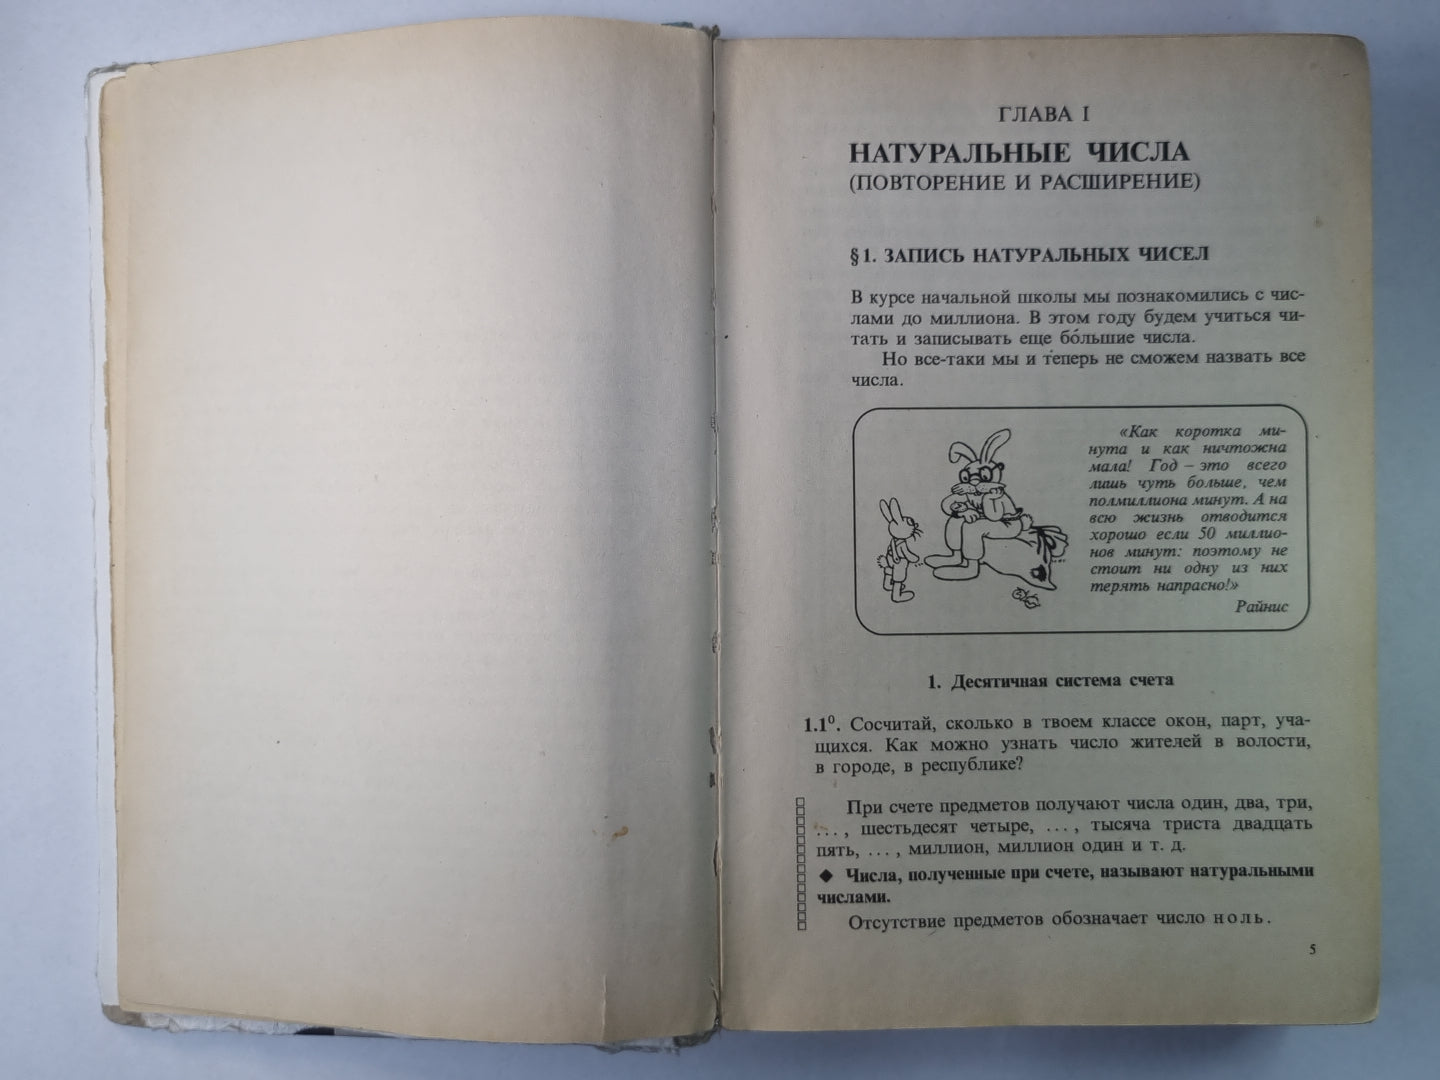 ГЛАВА I
НАТУРАЛЬНЫЕ ЧИСЛА
(ПОВТОРЕНИЕ И РАСШИРЕНИЕ)
§ 1. ЗАПИСЬ НАТУРАЛЬНЫХ ЧИСЕЛ
В курсе начальной школы мы познакомились с чис-
лами до миллиона. В этом году будем учиться чи-
тать и записывать еще бо́льшие числа.
Но все-таки мы и теперь не сможем назвать все
числа.
«Как коротка ми-
нута и как ничтожна
мала! Год – это всего
лишь чуть больше, чем
полмиллиона минут. А на
всю жизнь отводится
хорошо если 50 миллио-
нов минут: поэтому не
стоит ни одну из них
терять напрасно!»
Райнис
1. Десятичная система счета
1.1⁰. Сосчитай, сколько в твоем классе окон, парт, уча-
щихся. Как можно узнать число жителей в волости,
в городе, в республике?
При счете предметов получают числа один, два, три,
..., шестьдесят четыре, ..., тысяча триста двадцать
пять, ..., миллион, миллион один и т. д.
◆ Числа, полученные при счете, называют натуральными
числами.
Отсутствие предметов обозначает число ноль.
5